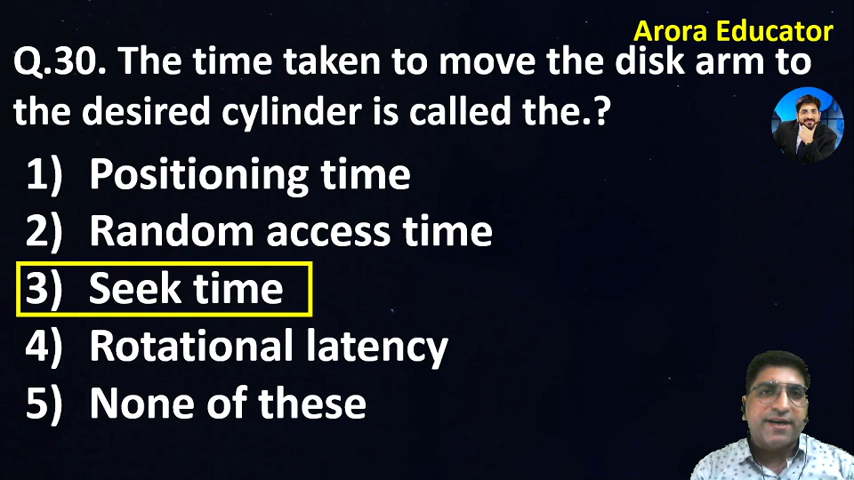 Arora Educator
Q.30. The time taken to move the disk arm to
the desired cylinder is called the.?
1) Positioning time
2) Random access time
3) Seek time
4) Rotational latency
5) None of these